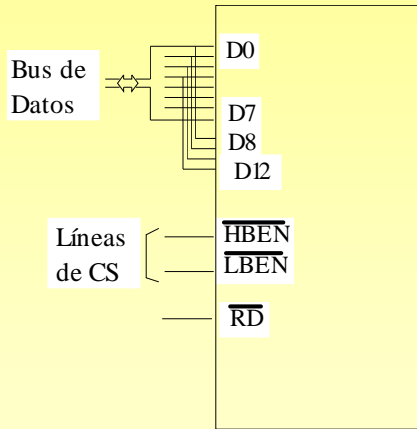 Bus de
Datos
D0
D7
D8
D12
Líneas
de CS
HBEN
LBEN
RD